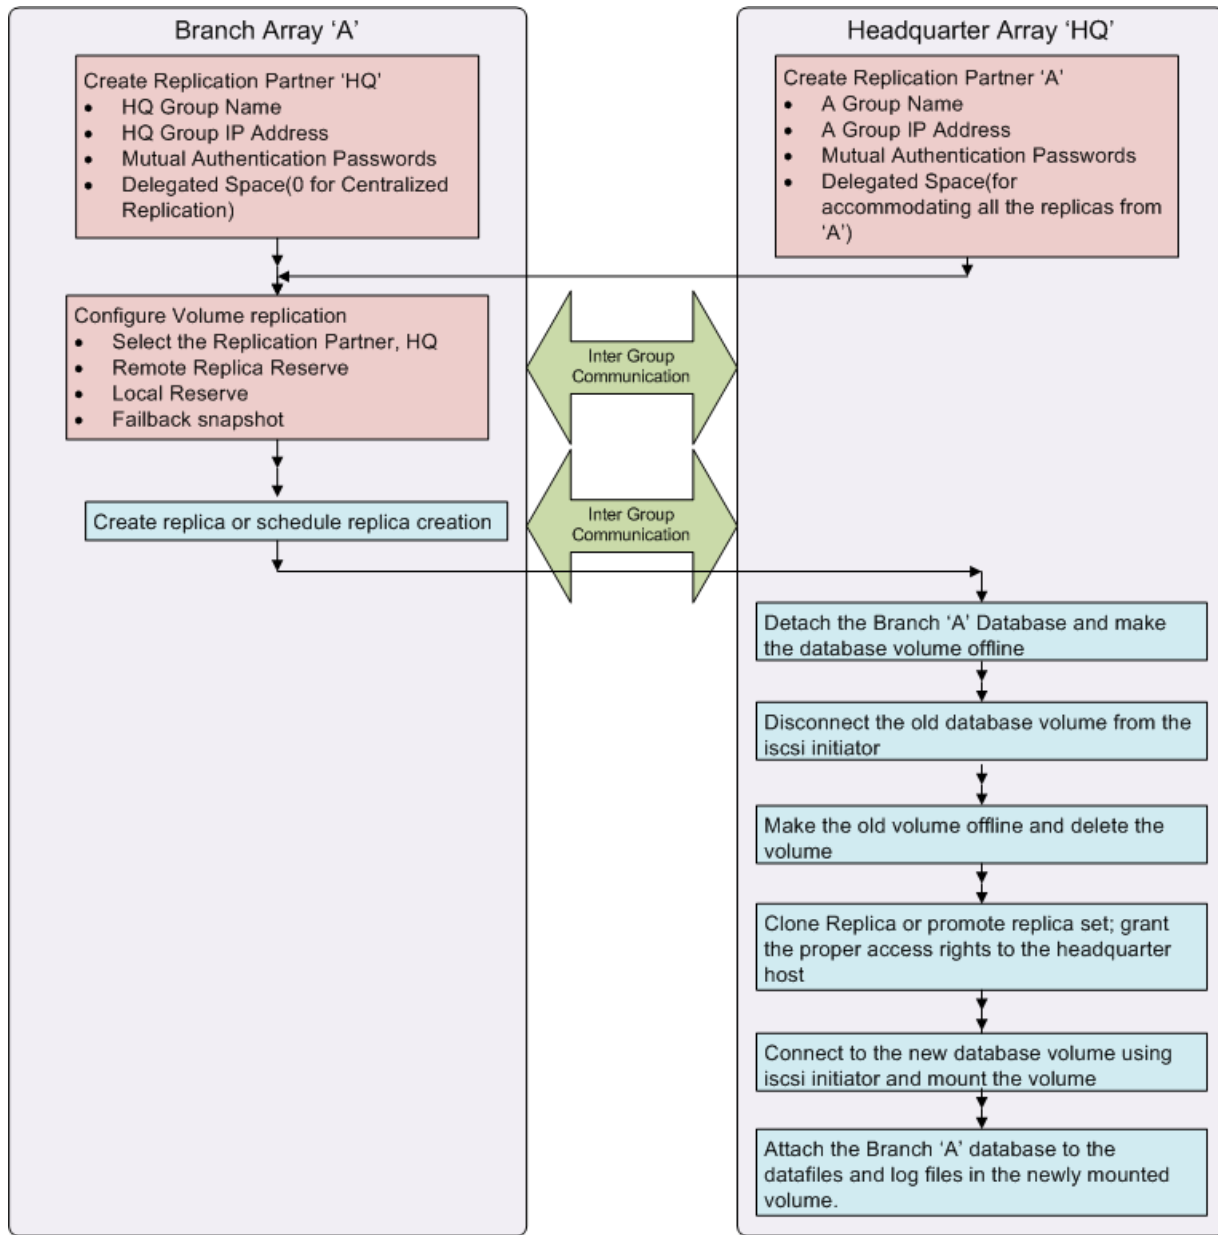 Branch Array ‘A’
Create Replication Partner ‘HQ’
• HQ Group Name
• HQ Group IP Address
• Mutual Authentication Passwords
• Delegated Space(0 for Centralized
Replication)
Headquarter Array ‘HQ’
Create Replication Partner ‘A’
• A Group Name
• A Group IP Address
• Mutual Authentication Passwords
• Delegated Space(for
accommodating all the replicas from
‘A’)
Configure Volume replication
• Select the Replication Partner, HQ
• Remote Replica Reserve
• Local Reserve
• Failback snapshot
Inter Group
Communication
Create replica or schedule replica creation
Inter Group
Communication
Detach the Branch ‘A’ Database and make
the database volume offline
Disconnect the old database volume from the
iscsi initiator
Make the old volume offline and delete the
volume
Clone Replica or promote replica set; grant
the proper access rights to the headquarter
host
Connect to the new database volume using
iscsi initiator and mount the volume
Attach the Branch ‘A’ database to the
datafiles and log files in the newly mounted
volume.